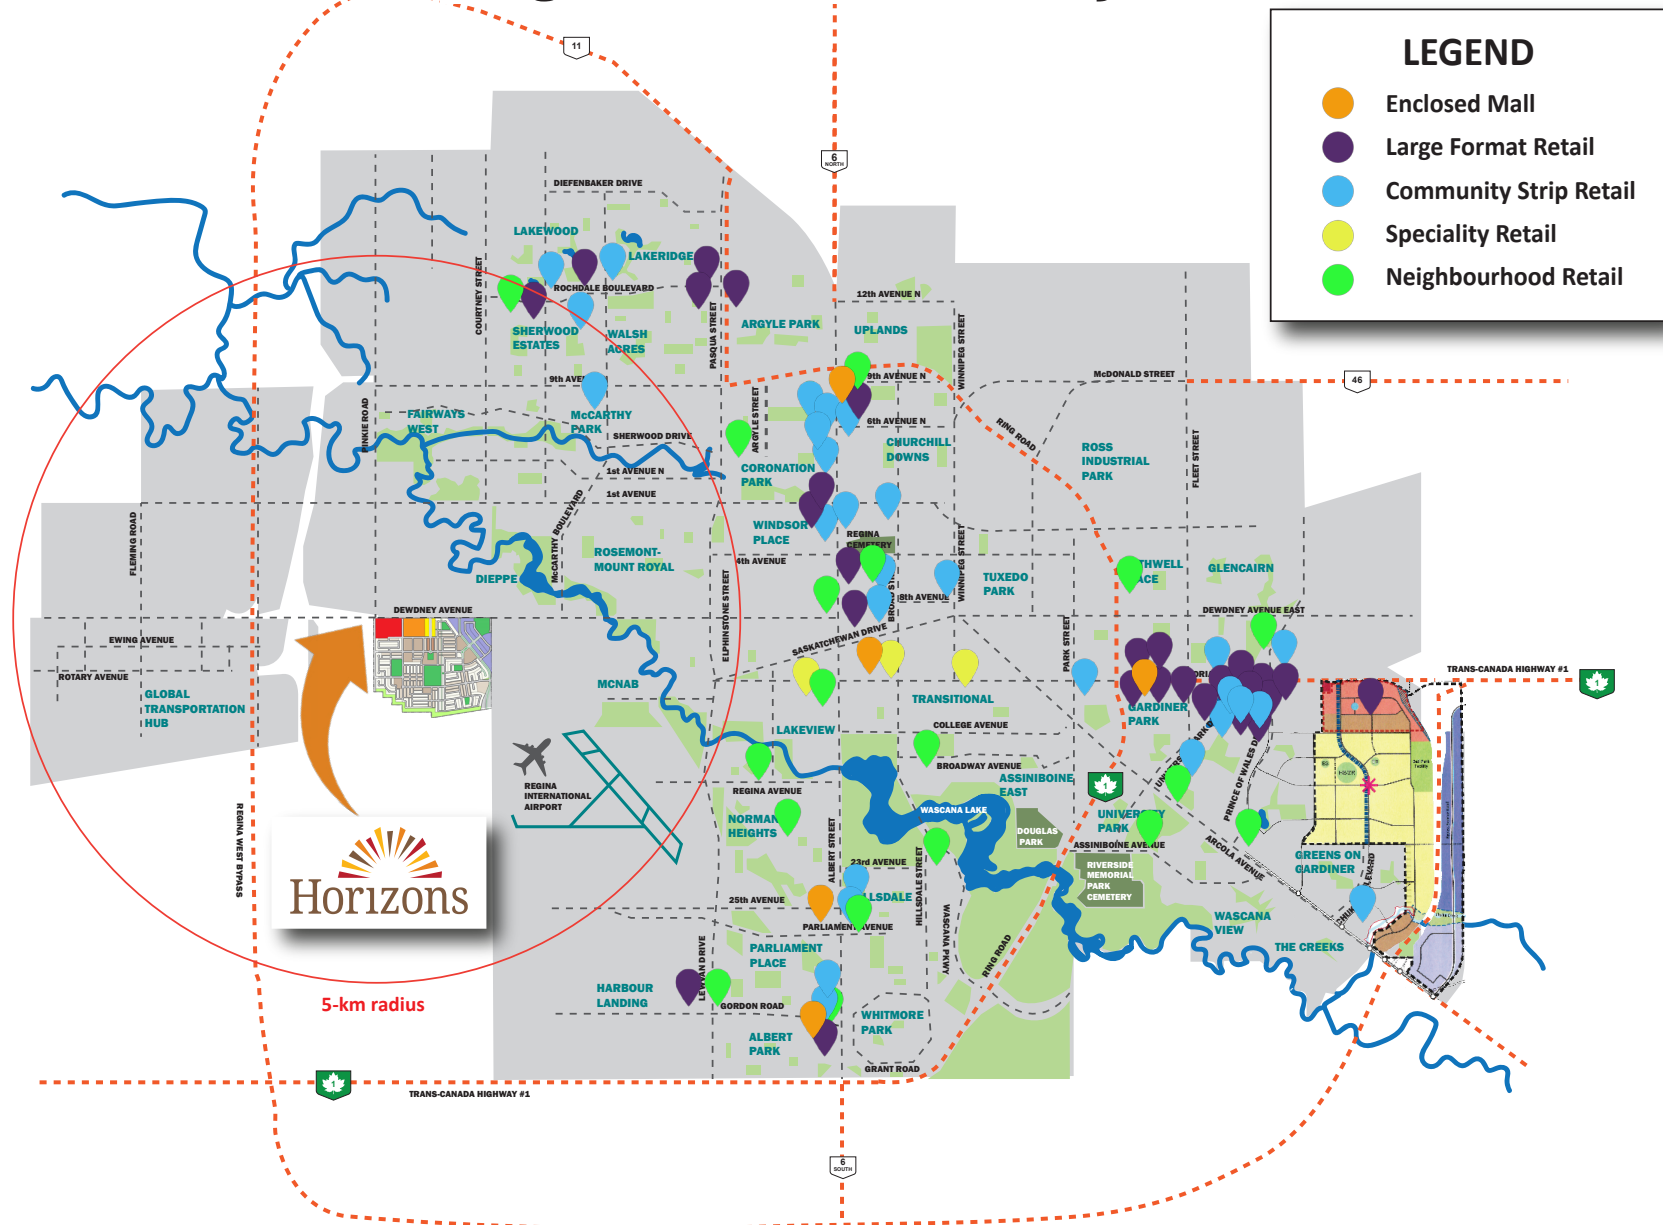 LEGEND
Enclosed Mall
Large Format Retail
Community Strip Retail
Speciality Retail
Neighbourhood Retail
11
6
NORTH
DIEFENBAKER DRIVE
LAKEWOOD
LAKERIDGE
ROCHDALE BOULEVARD
COURTNEY STREET
SHERWOOD
ESTATES
WALSH
ACRES
PASQUA STREET
ARGYLE PARK
12th AVENUE N
UPLANDS
WINNIPEG STREET
9th AVENUE N
McDONALD STREET
46
PINKIE ROAD
FAIRWAYS
WEST
McCARTHY
PARK
SHERWOOD DRIVE
ARGYLE STREET
6th AVENUE N
CHURCHILL
DOWNS
RING ROAD
ROSS
INDUSTRIAL
PARK
FLEET STREET
1st AVENUE N
1st AVENUE
CORONATION
PARK
McCARTHY BOULEVARD
WINDSOR
PLACE
REGINA
CEMETERY
FLEMING ROAD
ROSEMONT-
MOUNT ROYAL
DIEPPE
4th AVENUE
8th AVENUE
WINNIPEG STREET
TUXEDO
PARK
GLENCAIRN
DEWDNEY AVENUE
DEWDNEY AVENUE EAST
EWING AVENUE
ROTARY AVENUE
GLOBAL
TRANSPORTATION
HUB
ELPHINSTONE STREET
SASKATCHEWAN DRIVE
PARK STREET
MCNAB
TRANSITIONAL
GARDINER
PARK
TRANS-CANADA HIGHWAY #1
1
LAKEVIEW
COLLEGE AVENUE
BROADWAY AVENUE
ASSINIBOINE
EAST
1
REGINA
INTERNATIONAL
AIRPORT
REGINA AVENUE
WASCANA LAKE
DOUGLAS
PARK
UNIVERSITY
PARK
ASSINIBOINE AVENUE
ARCOLA AVENUE
GREENS ON
GARDINER
REGINA WEST BYPASS
Horizons
ALBERT STREET
23rd AVENUE
HILLSDALE STREET
RIVERSIDE
MEMORIAL
PARK
CEMETERY
25th AVENUE
PARLIAMENT AVENUE
WASCANA PKWY
WASCANA
VIEW
THE CREEKS
PARLIAMENT
PLACE
RING ROAD
HARBOUR
LANDING
GORDON ROAD
WHITMORE
PARK
ALBERT
PARK
GRANT ROAD
5-km radius
1
TRANS-CANADA HIGHWAY #1
6
SOUTH